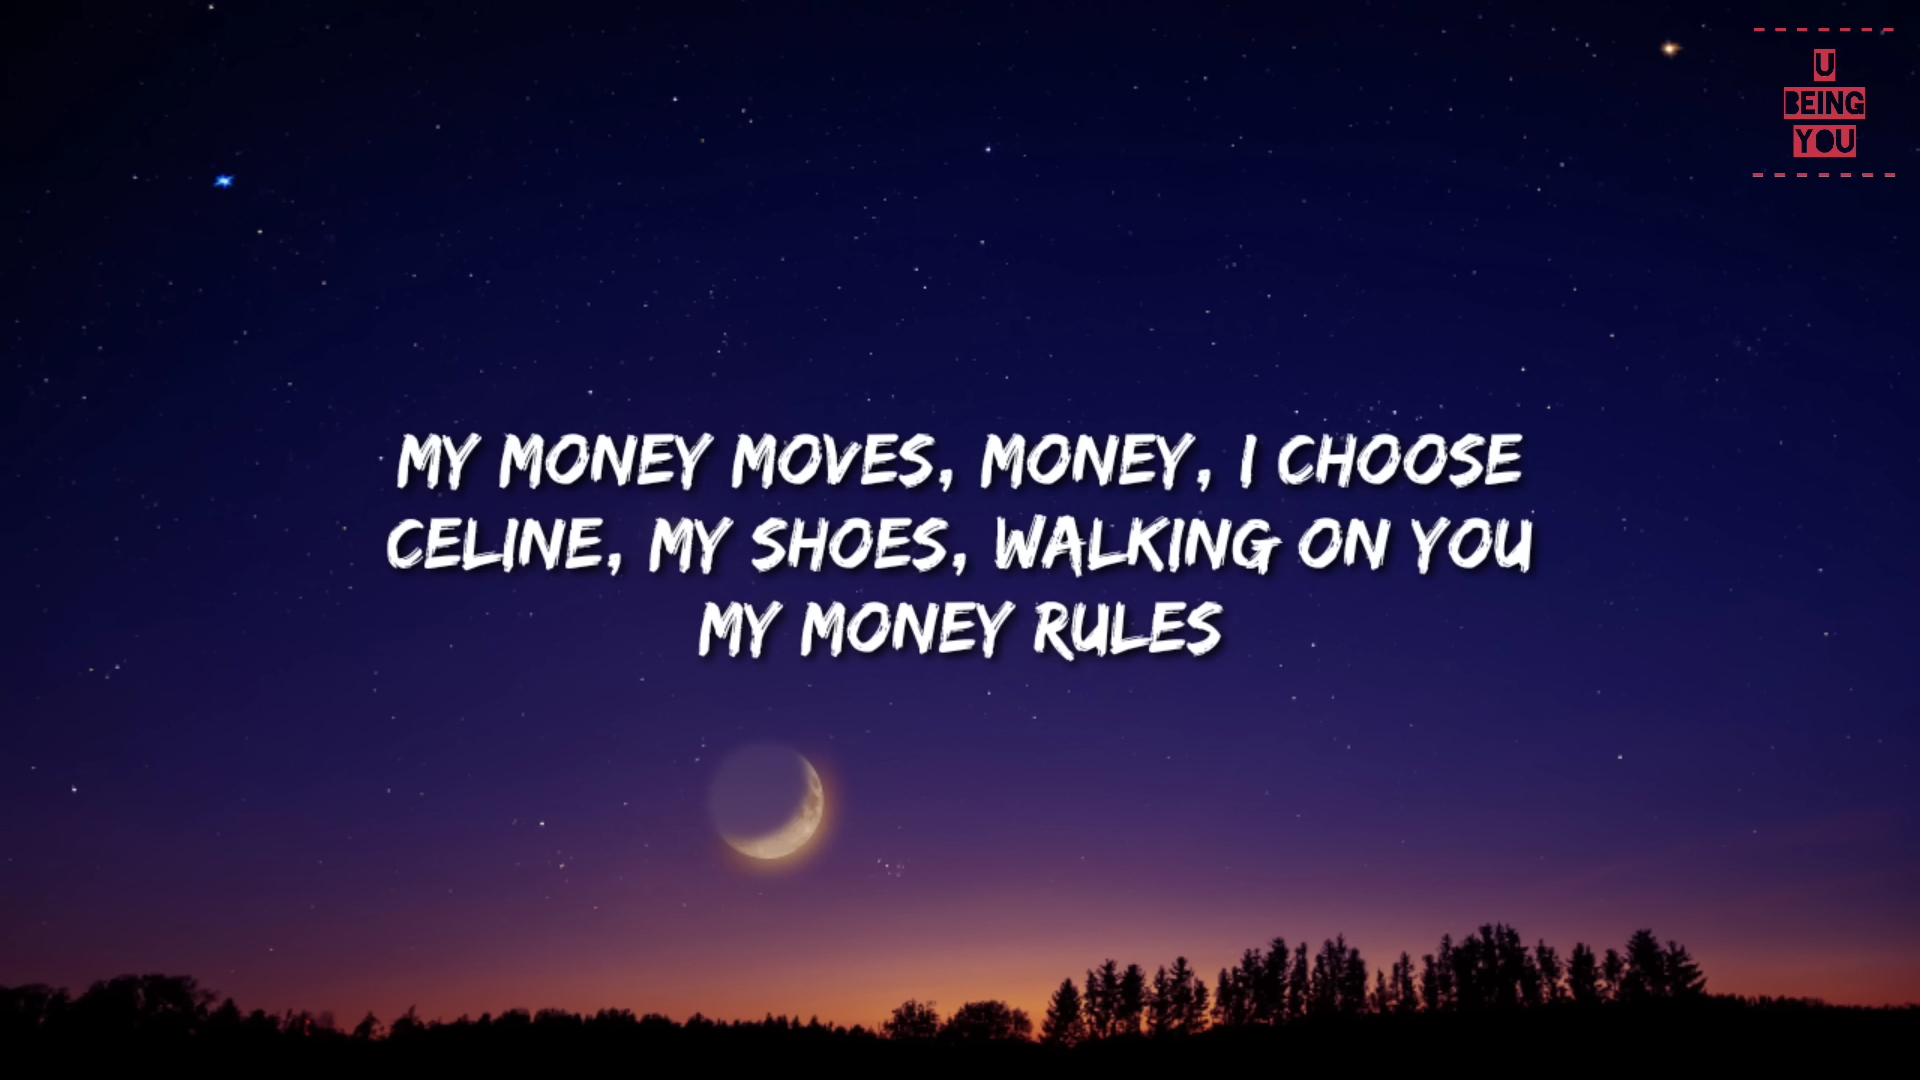 U
BEING
YOU
MY MONEY MOVES, MONEY, I CHOOSE
CELINE, MY SHOES, WALKING ON YOU
MY MONEY RULES